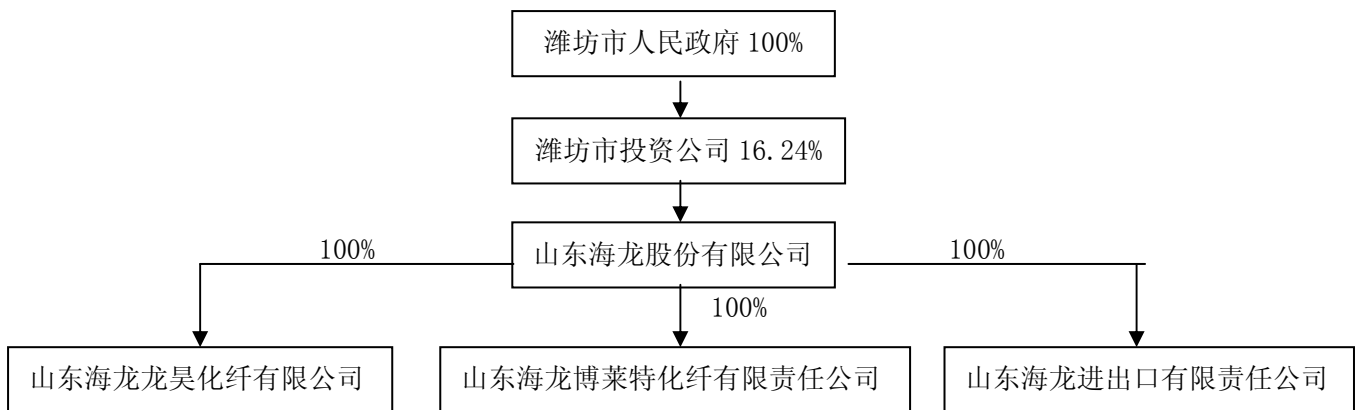 潍坊市人民政府 100%
潍坊市投资公司 16.24%
山东海龙股份有限公司
100%
100%
100%
山东海龙龙昊化纤有限公司
山东海龙博莱特化纤有限责任公司
山东海龙进出口有限责任公司